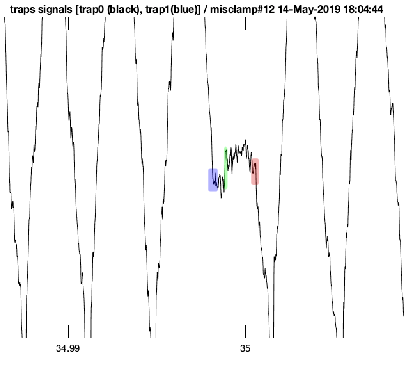 traps signals [trap0 (black), trap1(blue)] / misclamp#12 14-May-2019 18:04:44
34.99
35